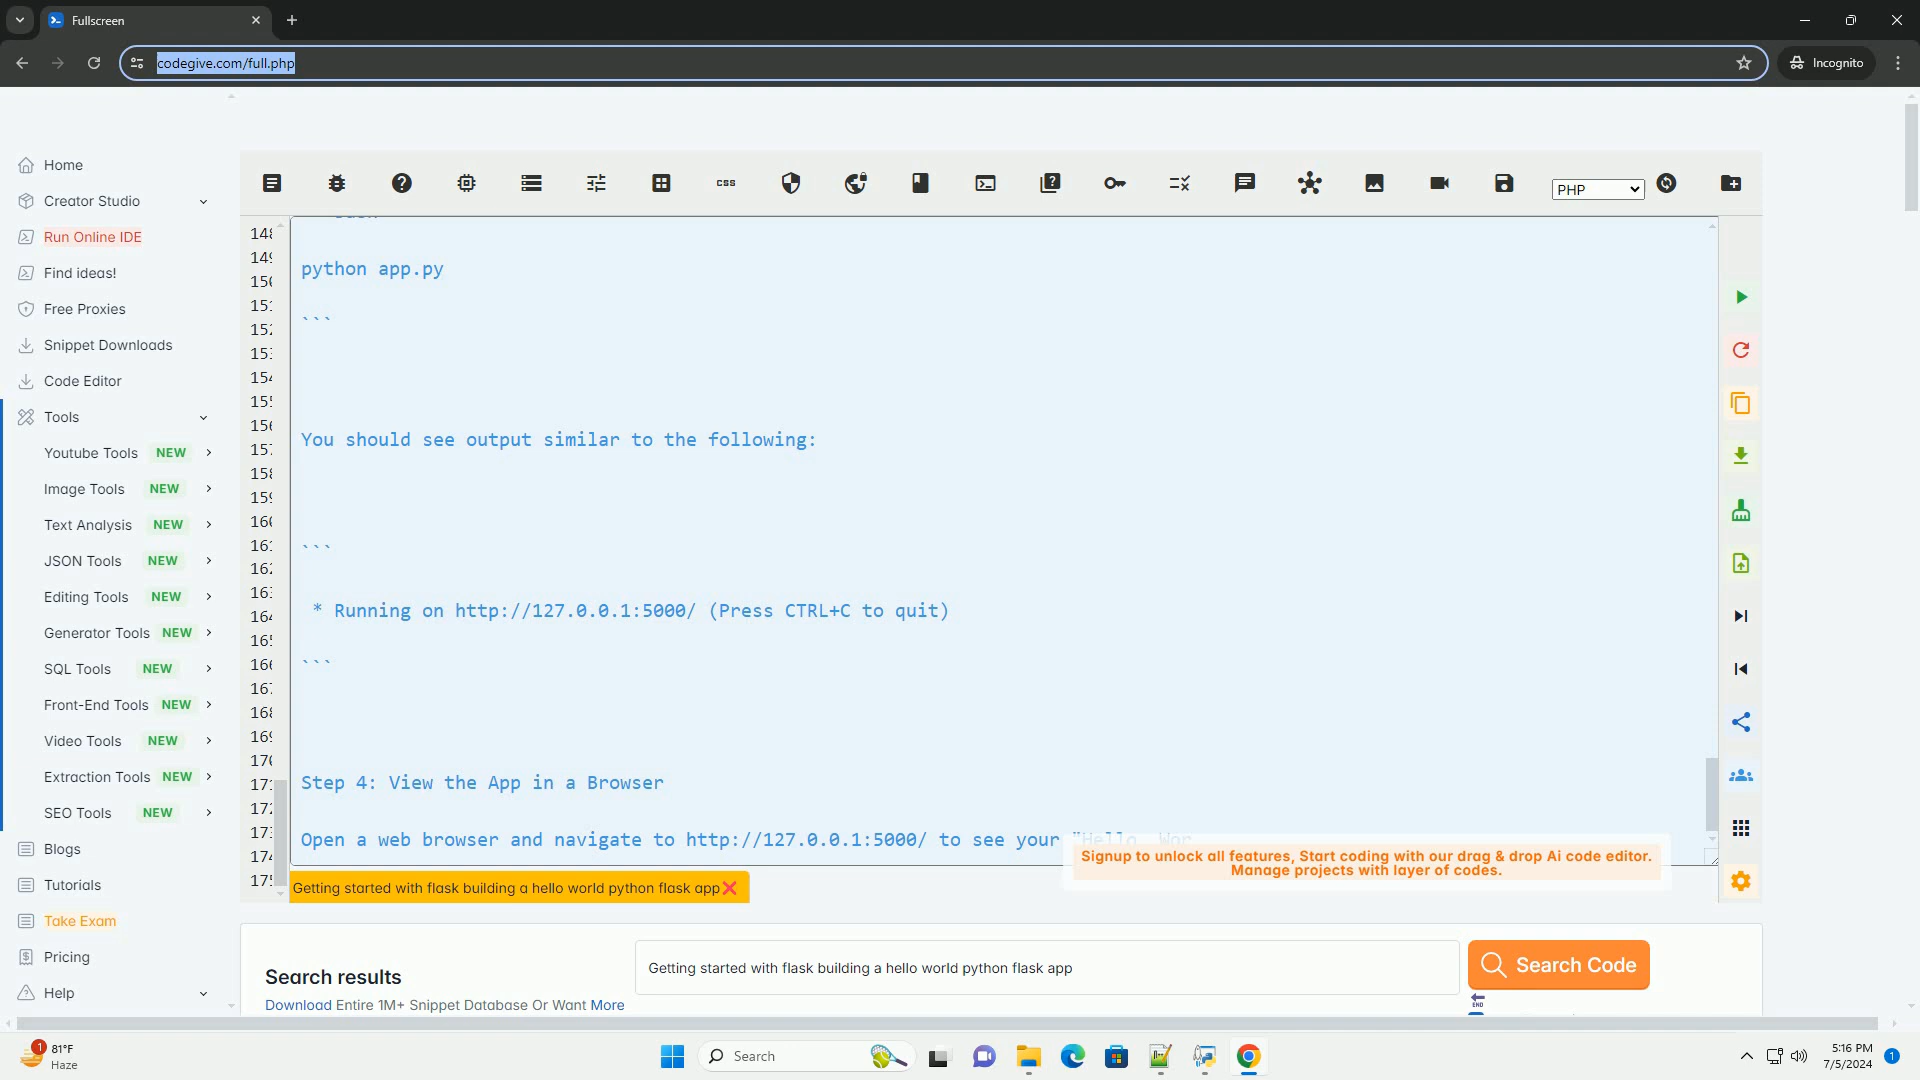 Fullscreen
codegive.com/full.php
Incognito
Home
Creator Studio
Run Online IDE
Find ideas!
Free Proxies
Snippet Downloads
Code Editor
Tools
Youtube Tools NEW
Image Tools NEW
Text Analysis NEW
JSON Tools NEW
Editing Tools NEW
Generator Tools NEW
SQL Tools NEW
Front-End Tools NEW
Video Tools NEW
Extraction Tools NEW
SEO Tools NEW
Blogs
Tutorials
Take Exam
Pricing
Help
css
PHP
python app.py
```
You should see output similar to the following:
```
* Running on http://127.0.0.1:5000/ (Press CTRL+C to quit)
```
Step 4: View the App in a Browser
Open a web browser and navigate to http://127.0.0.1:5000/ to see your "Hello, Wor
Signup to unlock all features, Start coding with our drag & drop Ai code editor.
Manage projects with layer of codes.
Getting started with flask building a hello world python flask app
Search results
Getting started with flask building a hello world python flask app
Search Code
Download Entire 1M+ Snippet Database Or Want More
END
1
81°F
Haze
Search
5:16 PM
7/5/2024
1